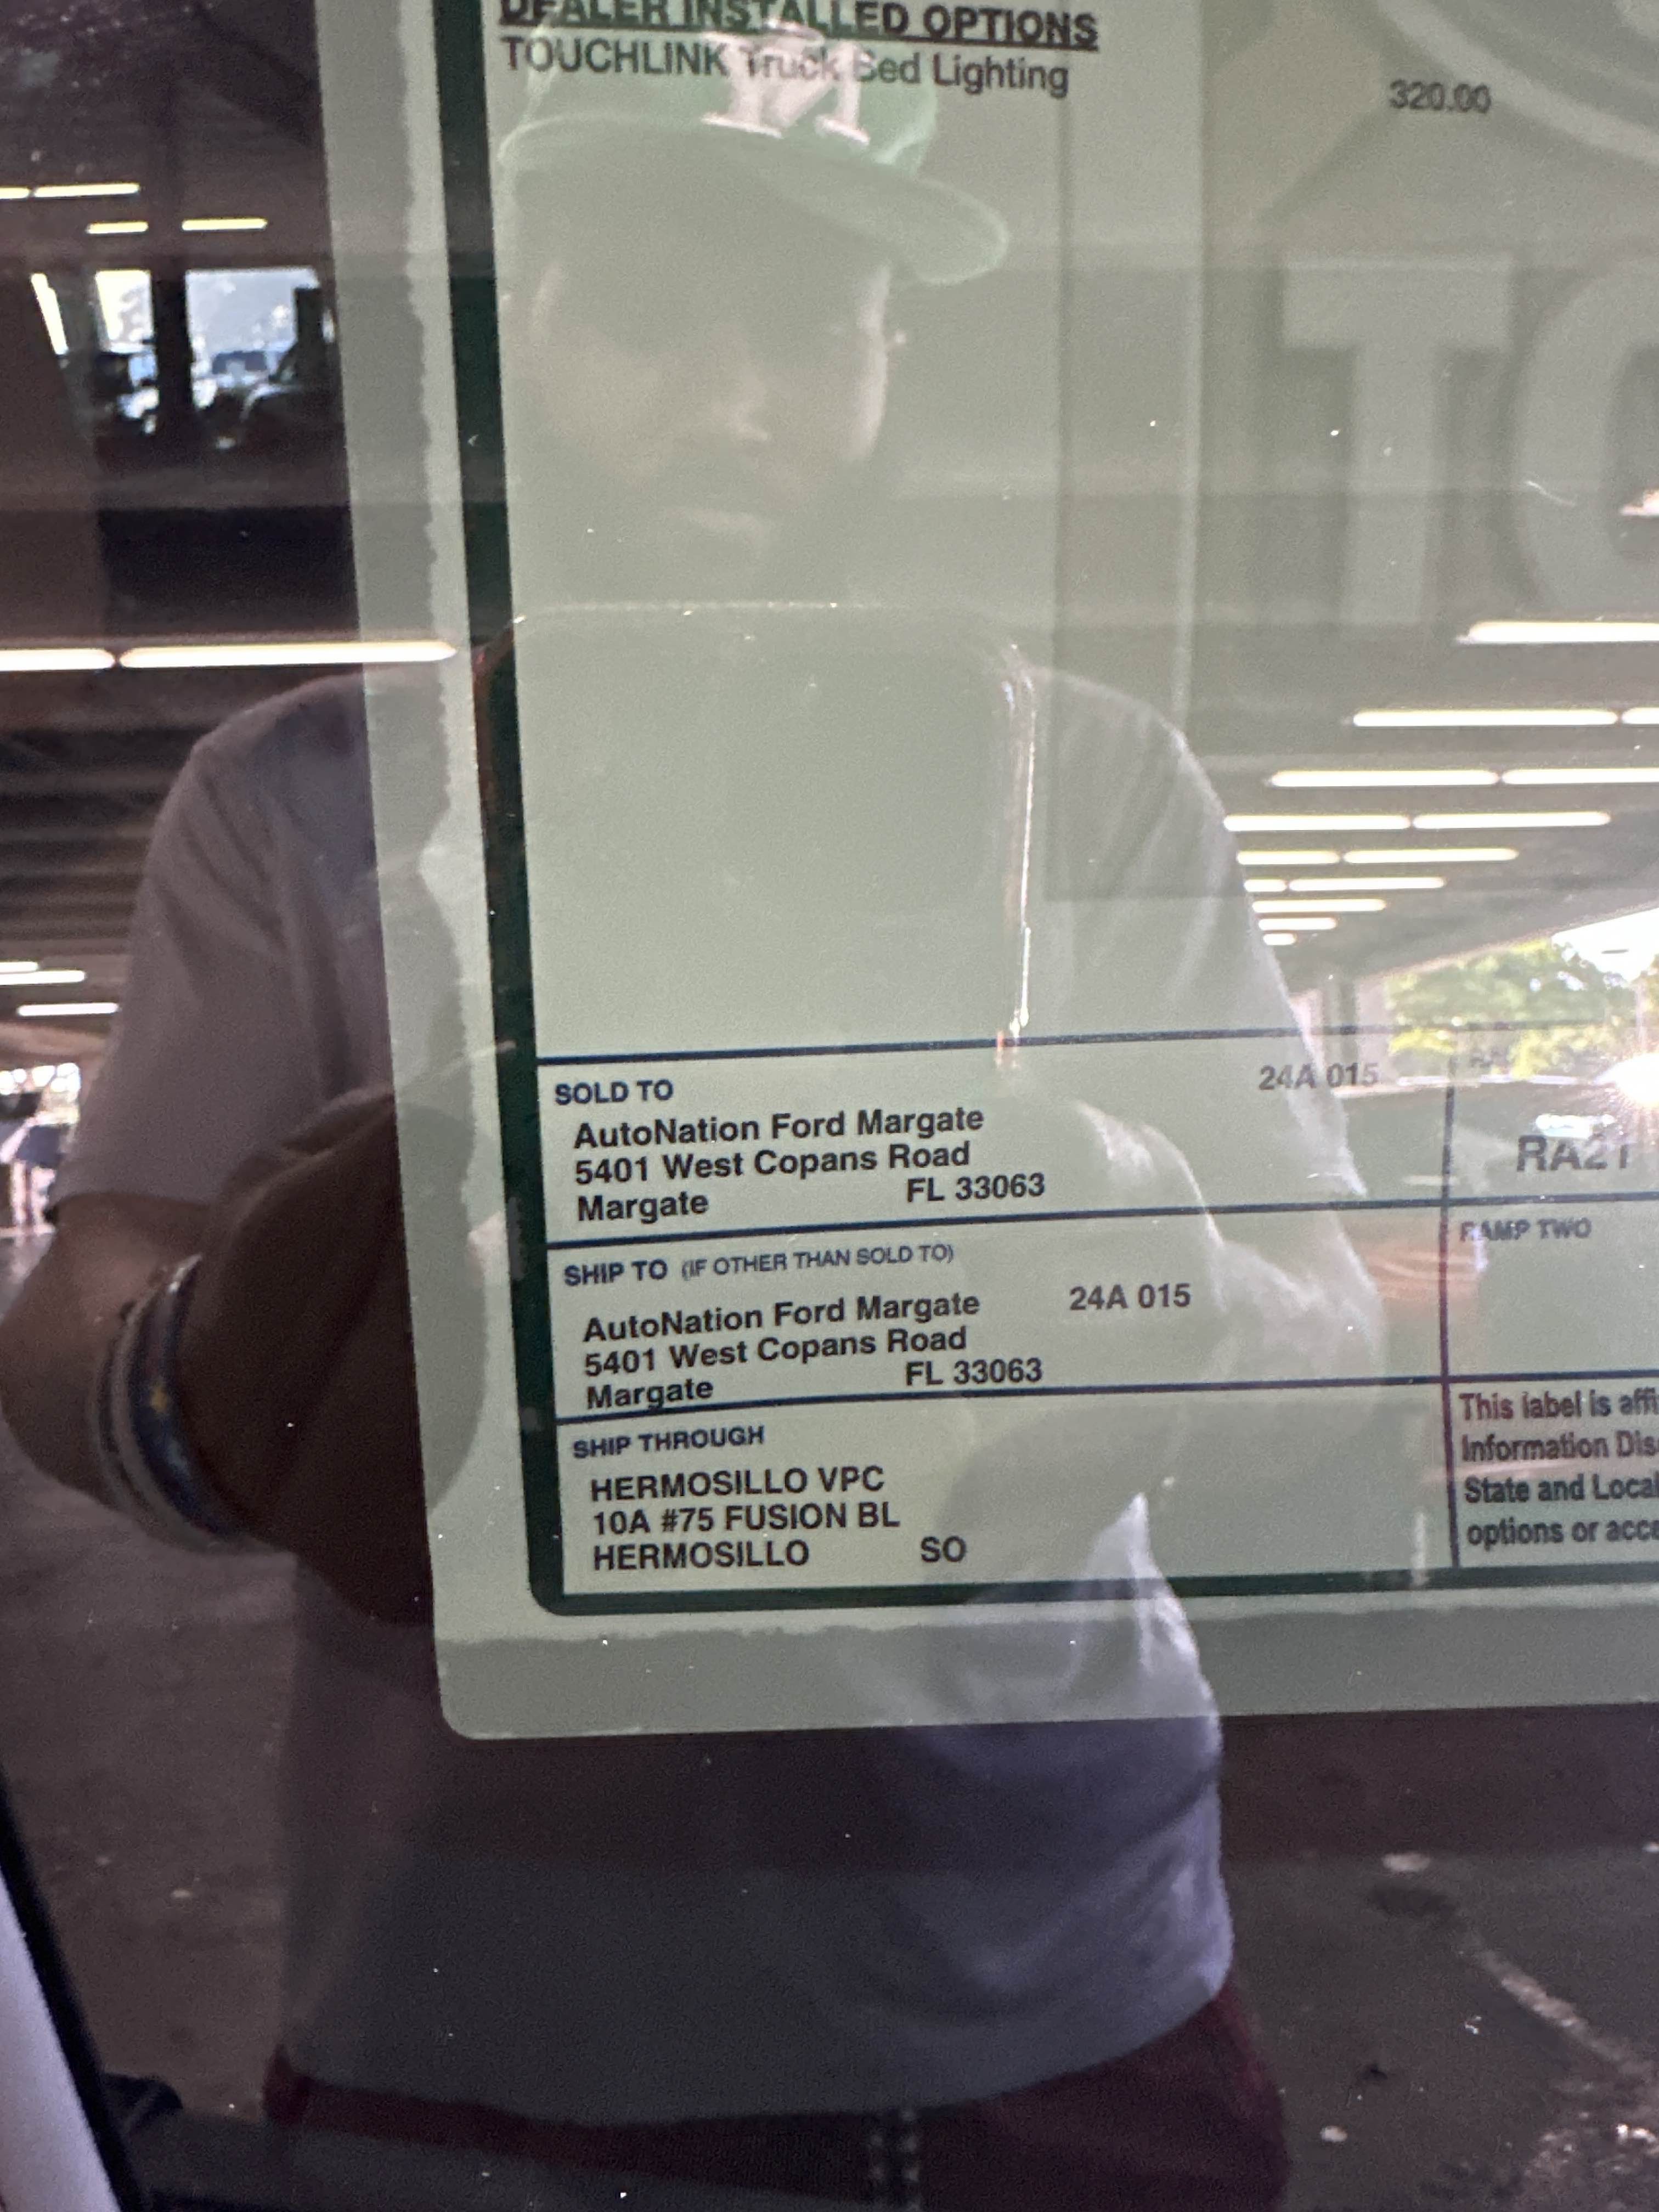 DEALER INSTALLED OPTIONS
TOUCHLINK Truck Bed Lighting 320.00
SOLD TO 24A 015
AutoNation Ford Margate
5401 West Copans Road
Margate FL 33063
SHIP TO (IF OTHER THAN SOLD TO)
AutoNation Ford Margate 24A 015
5401 West Copans Road
Margate FL 33063
SHIP THROUGH
HERMOSILLO VPC
10A #75 FUSION BL
HERMOSILLO SO
RA21
RAMP TWO
This label is affi
Information Dis
State and Local
options or acce